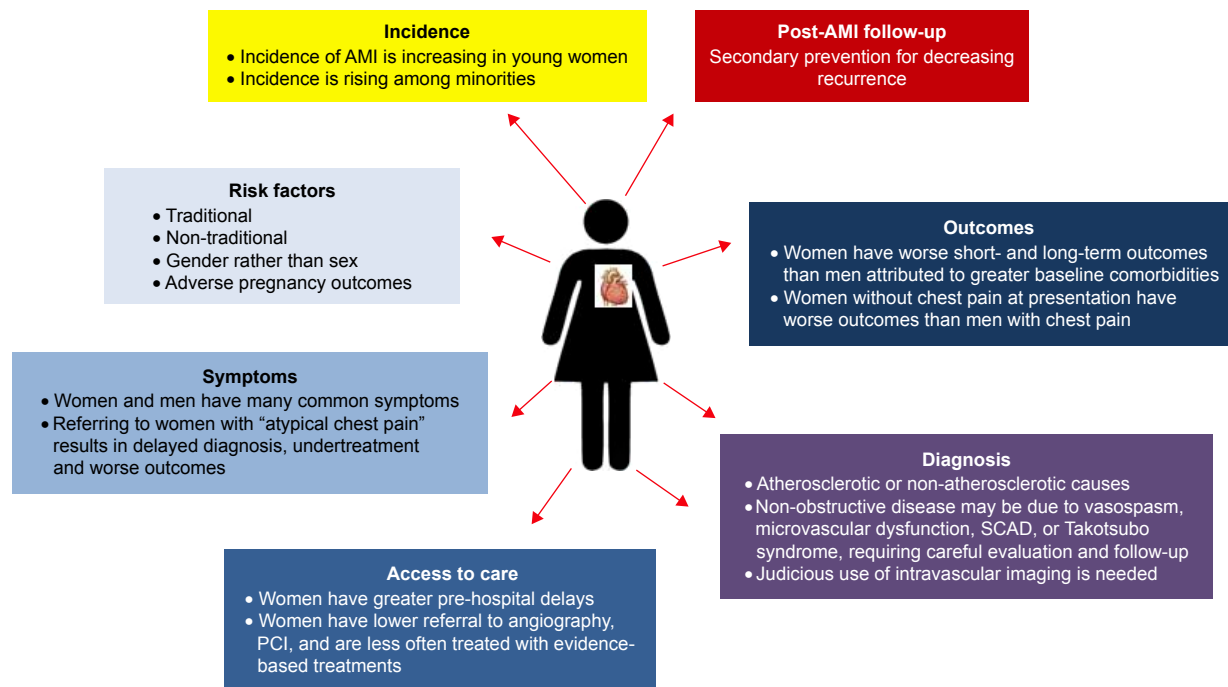 Incidence
• Incidence of AMI is increasing in young women
• Incidence is rising among minorities
Post-AMI follow-up
Secondary prevention for decreasing
recurrence
Risk factors
• Traditional
• Non-traditional
• Gender rather than sex
• Adverse pregnancy outcomes
Outcomes
• Women have worse short- and long-term outcomes
than men attributed to greater baseline comorbidities
• Women without chest pain at presentation have
worse outcomes than men with chest pain
Symptoms
• Women and men have many common symptoms
• Referring to women with “atypical chest pain”
results in delayed diagnosis, undertreatment
and worse outcomes
Diagnosis
• Atherosclerotic or non-atherosclerotic causes
• Non-obstructive disease may be due to vasospasm,
microvascular dysfunction, SCAD, or Takotsubo
syndrome, requiring careful evaluation and follow-up
• Judicious use of intravascular imaging is needed
Access to care
• Women have greater pre-hospital delays
• Women have lower referral to angiography,
PCI, and are less often treated with evidence-
based treatments